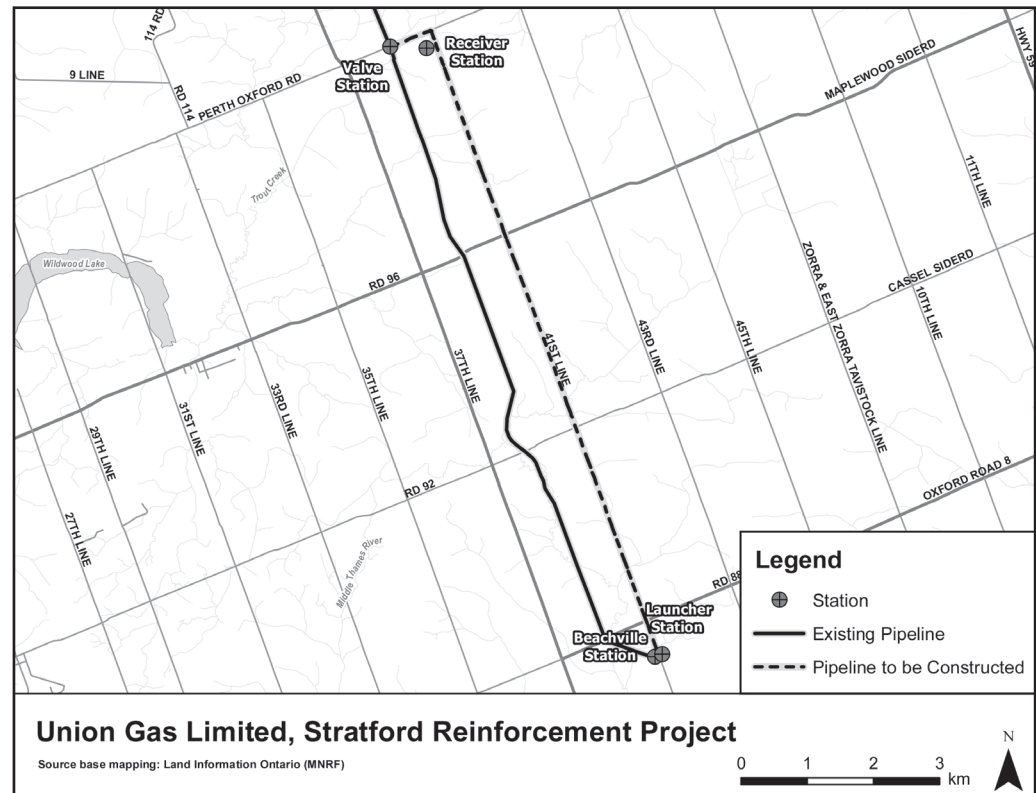 114 RD
9 LINE
RD 114
PERTH OXFORD RD
Valve
Station
Receiver
Station
MAPLEWOOD SIDERD
HWY 59
Trout Creek
11TH LINE
Wildwood Lake
RD 96
ZORRA & EAST ZORRA TAVISTOCK LINE
CASSEL SIDERD
10TH LINE
41ST LINE
43RD LINE
45TH LINE
37TH LINE
35TH LINE
33RD LINE
31ST LINE
29TH LINE
27TH LINE
RD 92
OXFORD ROAD 8
Middle Thames River
RD 88
Launcher
Station
Beachville
Station
Legend
Station
Existing Pipeline
Pipeline to be Constructed
Union Gas Limited, Stratford Reinforcement Project
Source base mapping: Land Information Ontario (MNRF)
0 1 2 3
km
N